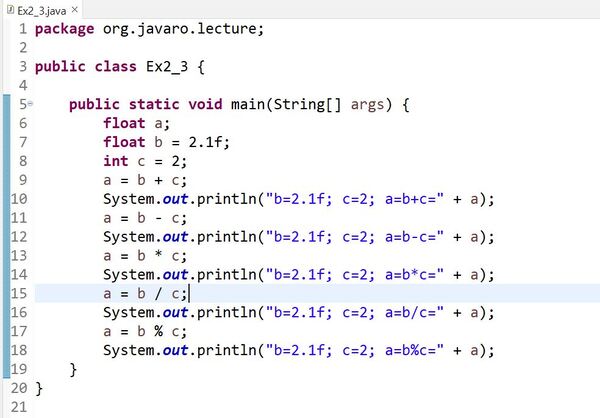 Ex2_3.java
1 package org.javaro.lecture;
2
3 public class Ex2_3 {
4
5 public static void main(String[] args) {
6 float a;
7 float b = 2.1f;
8 int c = 2;
9 a = b + c;
10 System.out.println("b=2.1f; c=2; a=b+c=" + a);
11 a = b - c;
12 System.out.println("b=2.1f; c=2; a=b-c=" + a);
13 a = b * c;
14 System.out.println("b=2.1f; c=2; a=b*c=" + a);
15 a = b / c;
16 System.out.println("b=2.1f; c=2; a=b/c=" + a);
17 a = b % c;
18 System.out.println("b=2.1f; c=2; a=b%c=" + a);
19 }
20 }
21